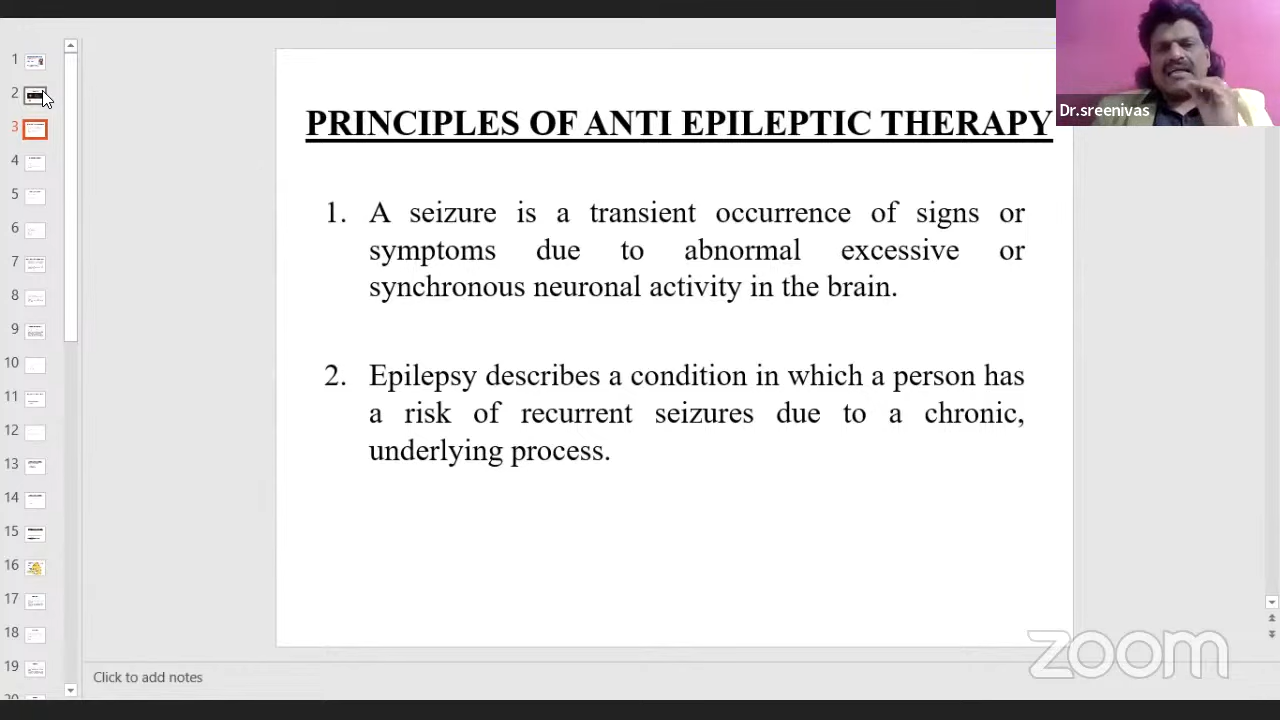 Dr.sreenivas
PRINCIPLES OF ANTI EPILEPTIC THERAPY
1. A seizure is a transient occurrence of signs or
symptoms due to abnormal excessive or
synchronous neuronal activity in the brain.
2. Epilepsy describes a condition in which a person has
a risk of recurrent seizures due to a chronic,
underlying process.
1
2
3
4
5
6
7
8
9
10
11
12
13
14
15
16
17
18
19
Click to add notes
zoom